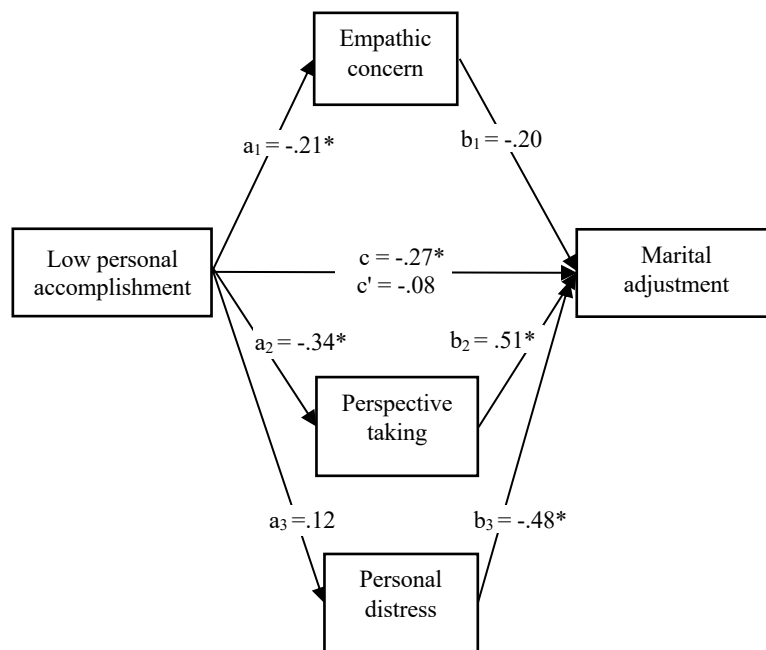 Empathic
concern
a₁ = -.21*
b₁ = -.20
Low personal
accomplishment
c = -.27*
c' = -.08
Marital
adjustment
a₂ = -.34*
b₂ = .51*
Perspective
taking
a₃ =.12
b₃ = -.48*
Personal
distress